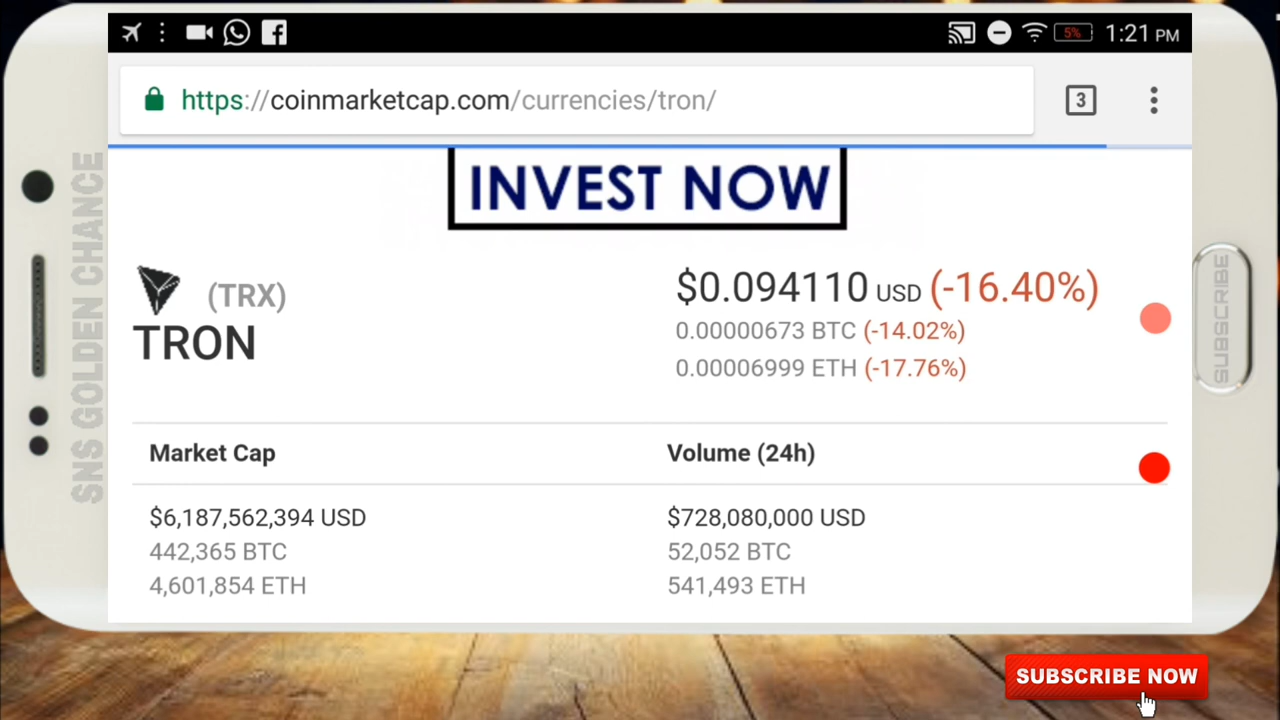 5%
1:21 PM
https://coinmarketcap.com/currencies/tron/
3
INVEST NOW
(TRX)
TRON
$0.094110 USD (-16.40%)
0.00000673 BTC (-14.02%)
0.00006999 ETH (-17.76%)
Market Cap
Volume (24h)
$6,187,562,394 USD
$728,080,000 USD
442,365 BTC
52,052 BTC
4,601,854 ETH
541,493 ETH
SNS GOLDEN CHANCE
SUBSCRIBE
SUBSCRIBE NOW